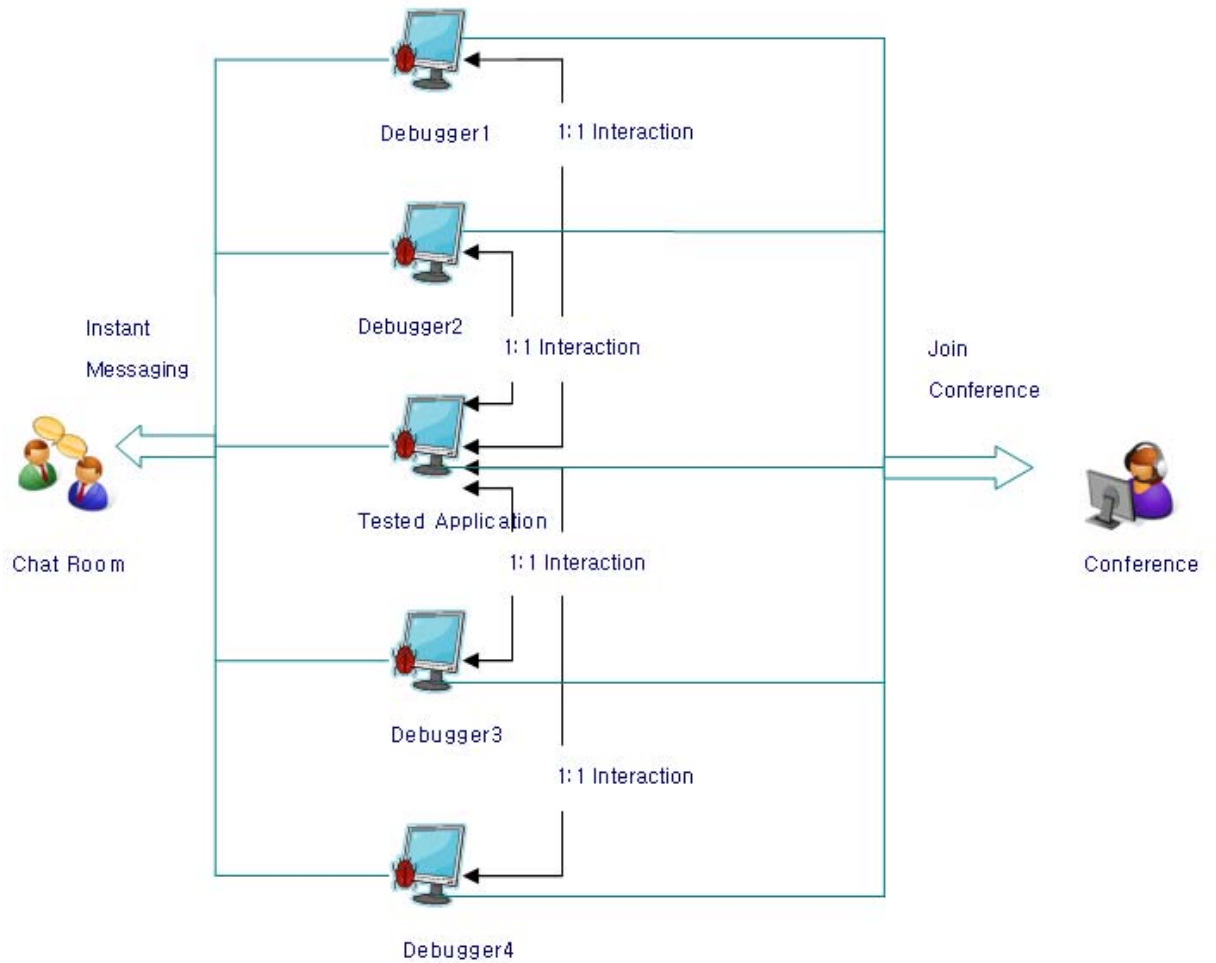 Debugger1
1:1 Interaction
Debugger2
Instant
Messaging
1:1 Interaction
Join
Conference
Tested Application
Chat Room
1:1 Interaction
Conference
Debugger3
1:1 Interaction
Debugger4